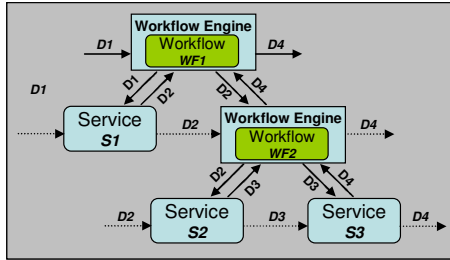 Workflow Engine
D1
Workflow
WF1
D4
D1
D2
D2
D4
D1
Service
S1
D2
Workflow Engine
Workflow
WF2
D4
D2
D3
D3
D4
D2
Service
S2
D3
Service
S3
D4